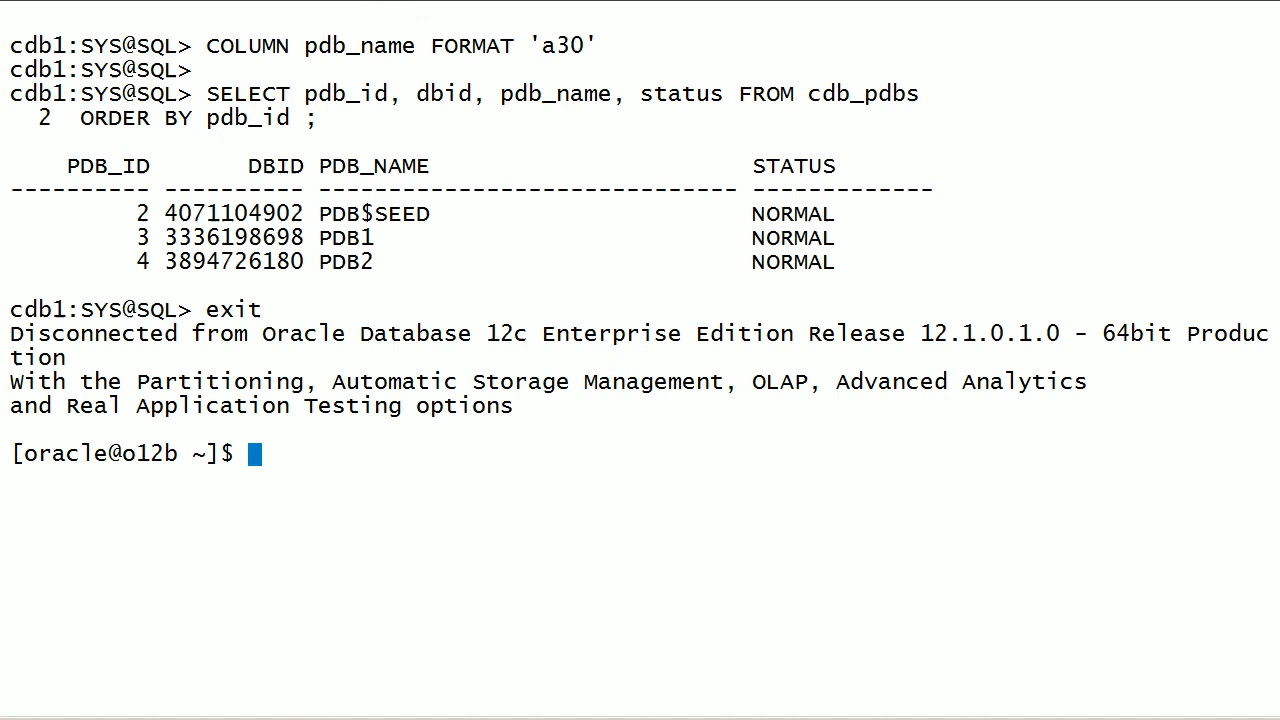 cdb1:SYS@SQL> COLUMN pdb_name FORMAT 'a30'
cdb1:SYS@SQL>
cdb1:SYS@SQL> SELECT pdb_id, dbid, pdb_name, status FROM cdb_pdbs
  2  ORDER BY pdb_id ;

    PDB_ID       DBID PDB_NAME                       STATUS
---------- ---------- ------------------------------ -------------
         2 4071104902 PDB$SEED                       NORMAL
         3 3336198698 PDB1                           NORMAL
         4 3894726180 PDB2                           NORMAL

cdb1:SYS@SQL> exit
Disconnected from Oracle Database 12c Enterprise Edition Release 12.1.0.1.0 - 64bit Produc
tion
With the Partitioning, Automatic Storage Management, OLAP, Advanced Analytics
and Real Application Testing options

[oracle@o12b ~]$